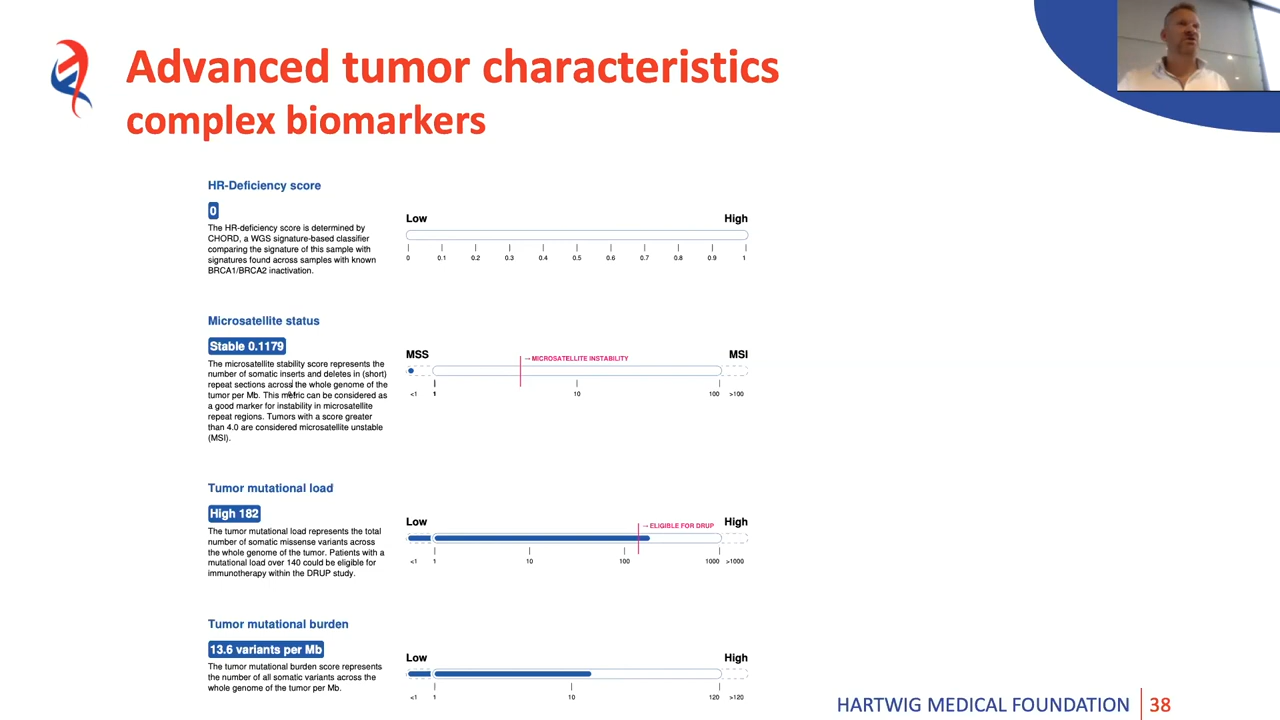 Advanced tumor characteristics
complex biomarkers
HR-Deficiency score
0
The HR-deficiency score is determined by
CHORD, a WGS signature-based classifier
comparing the signature of this sample with
signatures found across samples with known
BRCA1/BRCA2 inactivation.
Low High
0 0.1 0.2 0.3 0.4 0.5 0.6 0.7 0.8 0.9 1
Microsatellite status
Stable 0.1179
The microsatellite stability score represents the
number of somatic inserts and deletes in (short)
repeat sections across the whole genome of the
tumor per Mb. This metric can be considered as
a good marker for instability in microsatellite
repeat regions. Tumors with a score greater
than 4.0 are considered microsatellite unstable
(MSI).
MSS MSI
→ MICROSATELLITE INSTABILITY
<1 1 10 100 >100
Tumor mutational load
High 182
The tumor mutational load represents the total
number of somatic missense variants across
the whole genome of the tumor. Patients with a
mutational load over 140 could be eligible for
immunotherapy within the DRUP study.
Low High
→ ELIGIBLE FOR DRUP
<1 1 10 100 1000 >1000
Tumor mutational burden
13.6 variants per Mb
The tumor mutational burden score represents
the number of all somatic variants across the
whole genome of the tumor per Mb.
Low High
<1 1 10 120 >120
HARTWIG MEDICAL FOUNDATION 38